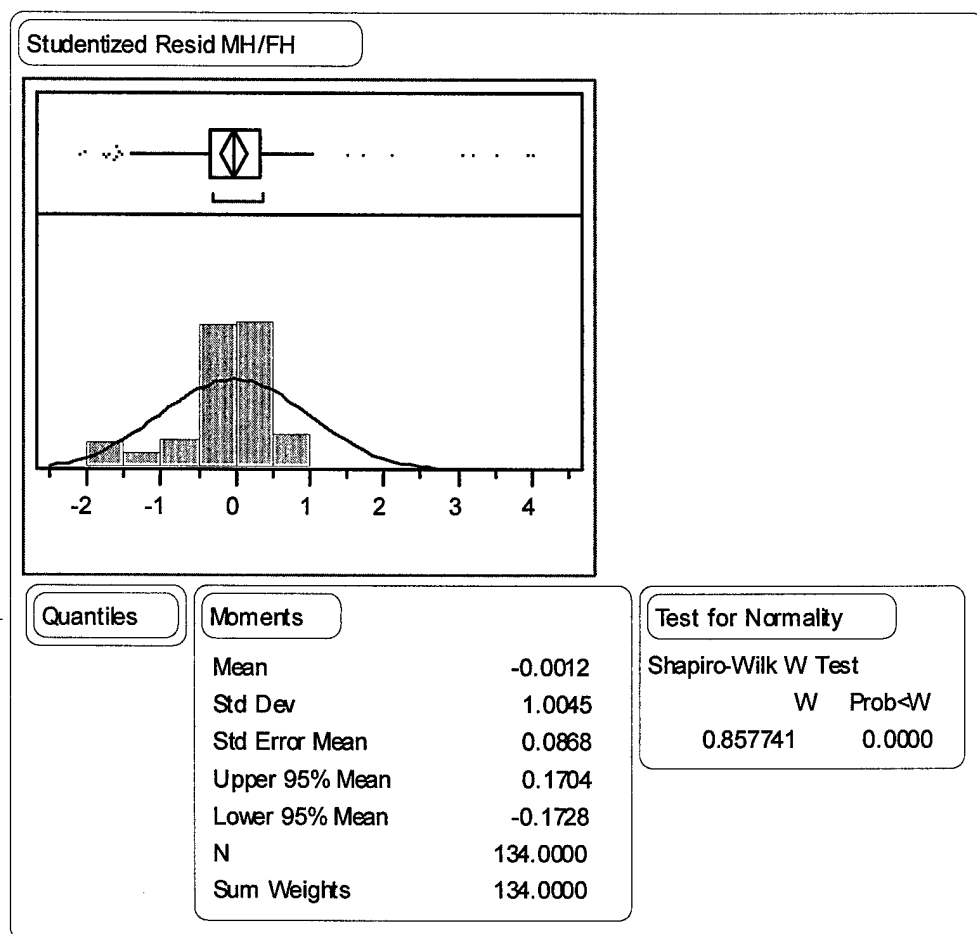 Studentized Resid MH/FH
-2 -1 0 1 2 3 4
Quantiles
Moments
Mean -0.0012
Std Dev 1.0045
Std Error Mean 0.0868
Upper 95% Mean 0.1704
Lower 95% Mean -0.1728
N 134.0000
Sum Weights 134.0000
Test for Normality
Shapiro-Wilk W Test
W Prob<W
0.857741 0.0000